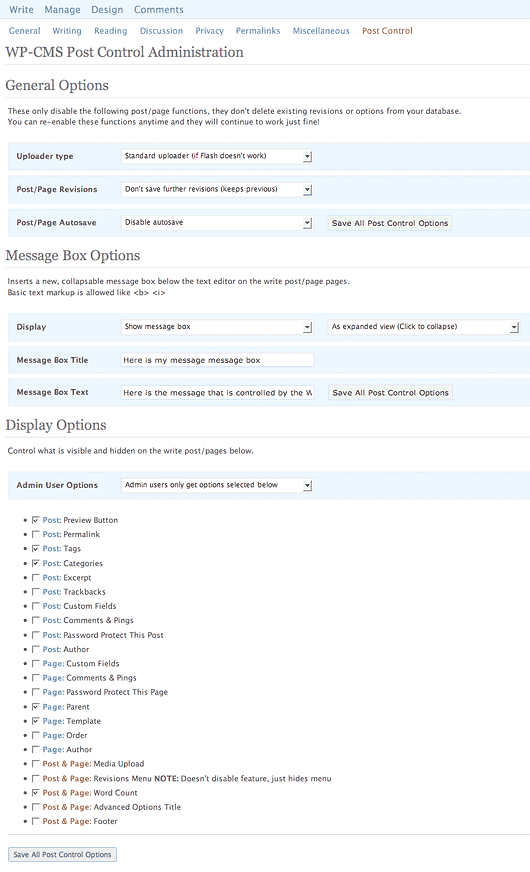 Write Manage Design Comments
General Writing Reading Discussion Privacy Permalinks Miscellaneous Post Control
WP-CMS Post Control Administration
General Options
These only disable the following post/page functions, they don't delete existing revisions or options from your database.
You can re-enable these functions anytime and they will continue to work just fine!
Uploader type Standard uploader (if Flash doesn't work)
Post/Page Revisions Don't save further revisions (keeps previous)
Post/Page Autosave Disable autosave Save All Post Control Options
Message Box Options
Inserts a new, collapsable message box below the text editor on the write post/page pages.
Basic text markup is allowed like <b> <i>
Display Show message box As expanded view (Click to collapse)
Message Box Title Here is my message message box
Message Box Text Here is the message that is controlled by the W Save All Post Control Options
Display Options
Control what is visible and hidden on the write post/pages below.
Admin User Options Admin users only get options selected below
Post: Preview Button
Post: Permalink
Post: Tags
Post: Categories
Post: Excerpt
Post: Trackbacks
Post: Custom Fields
Post: Comments & Pings
Post: Password Protect This Post
Post: Author
Page: Custom Fields
Page: Comments & Pings
Page: Password Protect This Page
Page: Parent
Page: Template
Page: Order
Page: Author
Post & Page: Media Upload
Post & Page: Revisions Menu NOTE: Doesn't disable feature, just hides menu
Post & Page: Word Count
Post & Page: Advanced Options Title
Post & Page: Footer
Save All Post Control Options